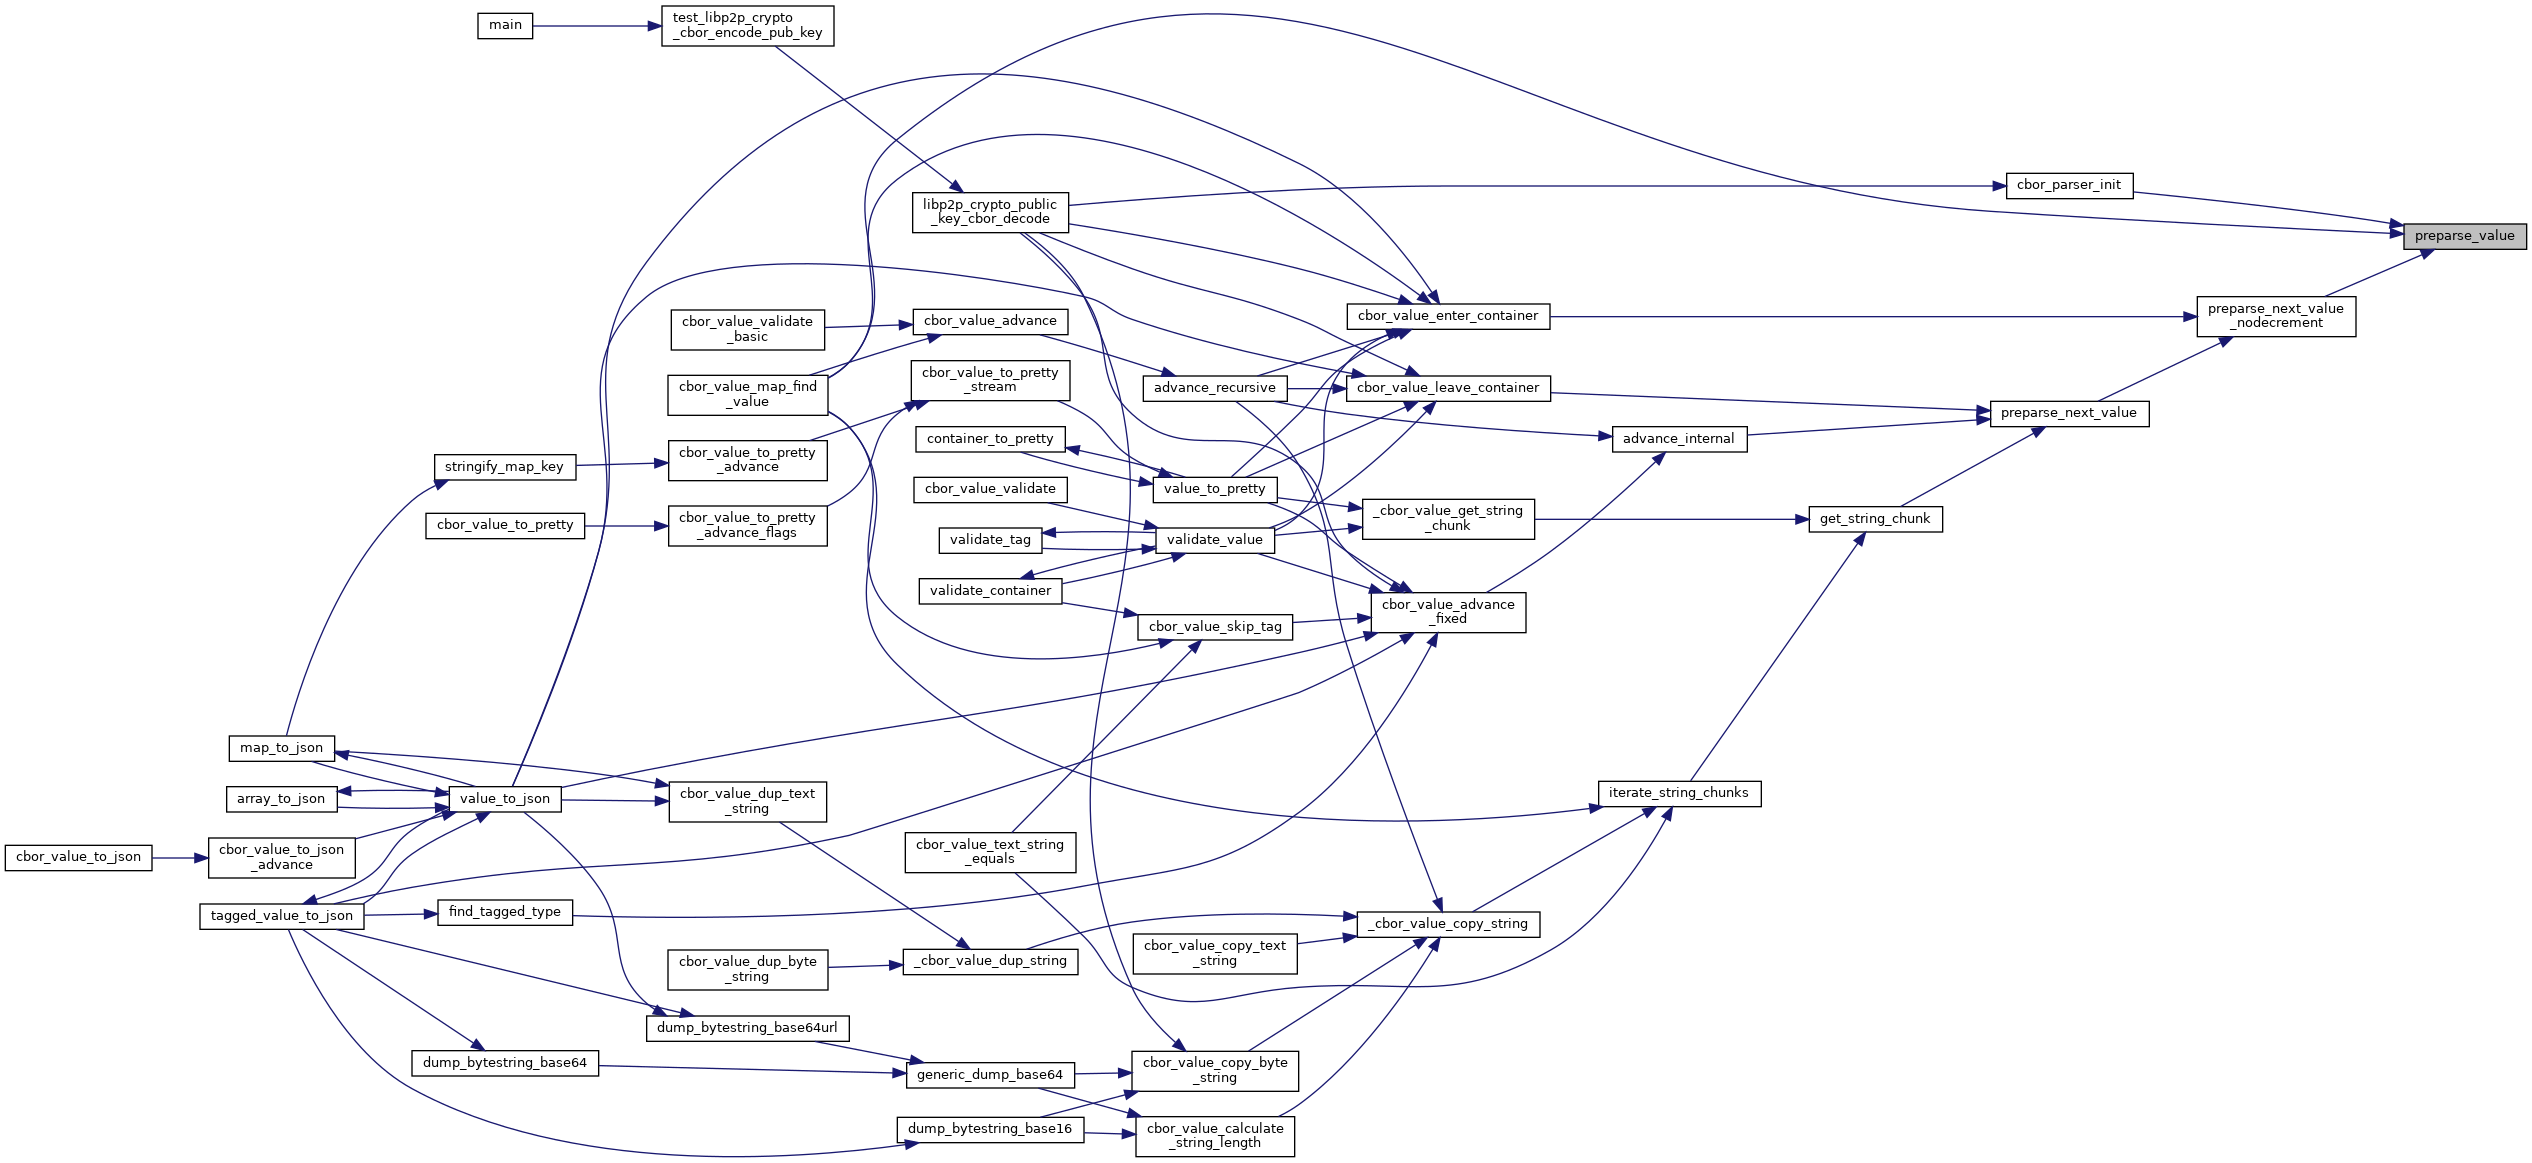 main
test_libp2p_crypto
_cbor_encode_pub_key
cbor_parser_init
libp2p_crypto_public
_key_cbor_decode
preparse_value
cbor_value_validate
_basic
cbor_value_advance
cbor_value_enter_container
preparse_next_value
_nodecrement
cbor_value_map_find
_value
cbor_value_to_pretty
_stream
advance_recursive
cbor_value_leave_container
preparse_next_value
container_to_pretty
advance_internal
stringify_map_key
cbor_value_to_pretty
_advance
cbor_value_validate
value_to_pretty
cbor_value_to_pretty
cbor_value_to_pretty
_advance_flags
_cbor_value_get_string
_chunk
get_string_chunk
validate_tag
validate_value
validate_container
cbor_value_advance
_fixed
cbor_value_skip_tag
map_to_json
array_to_json
value_to_json
cbor_value_dup_text
_string
iterate_string_chunks
cbor_value_to_json
cbor_value_to_json
_advance
cbor_value_text_string
_equals
tagged_value_to_json
find_tagged_type
_cbor_value_copy_string
cbor_value_copy_text
_string
cbor_value_dup_byte
_string
_cbor_value_dup_string
dump_bytestring_base64url
dump_bytestring_base64
generic_dump_base64
cbor_value_copy_byte
_string
dump_bytestring_base16
cbor_value_calculate
_string_length